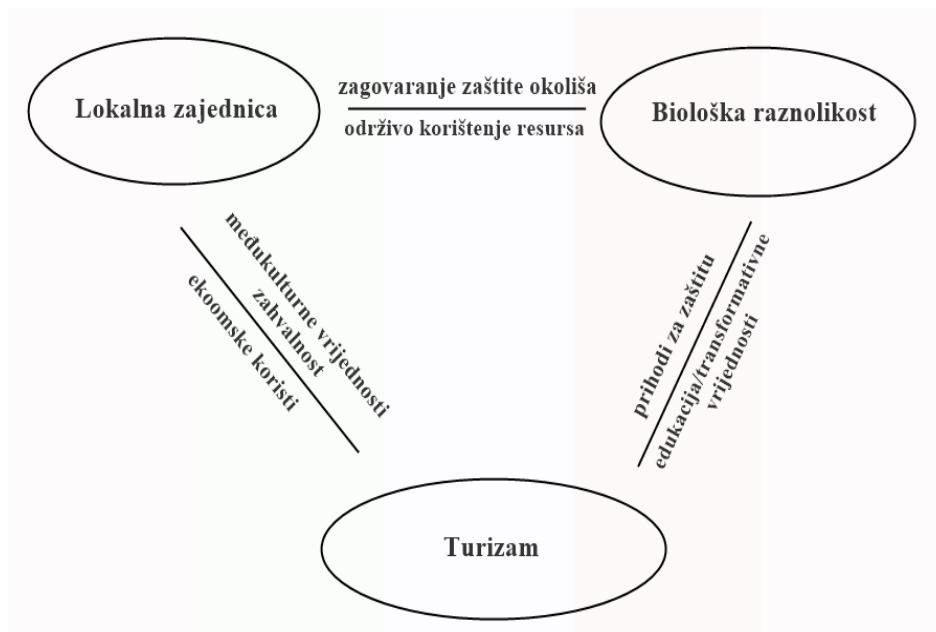 zagovaranje zaštite okoliša
Lokalna zajednica
Biološka raznolikost
održivo korištenje resursa
međukulturne vrijednosti
zahvalnost
ekoomske koristi
prihodi za zaštitu
edukacija/transformativne
vrijednosti
Turizam